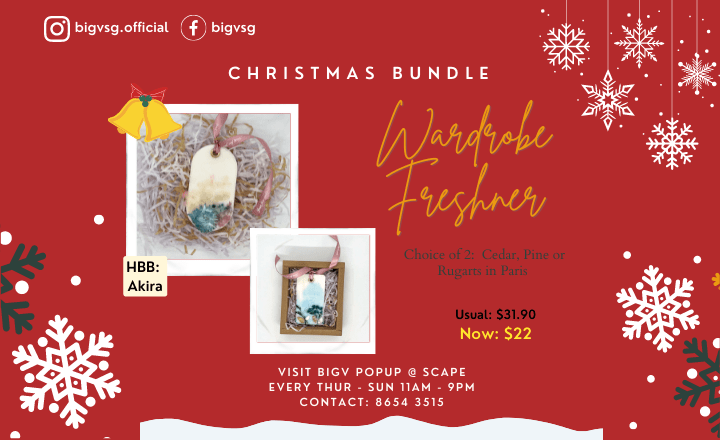 bigvsg.official bigvsg
CHRISTMAS BUNDLE
Wardrobe
Freshner
HBB:
Akira
Choice of 2: Cedar, Pine or
Rugarts in Paris
Usual: $31.90
Now: $22
VISIT BIGV POPUP @ SCAPE
EVERY THUR - SUN 11AM - 9PM
CONTACT: 8654 3515